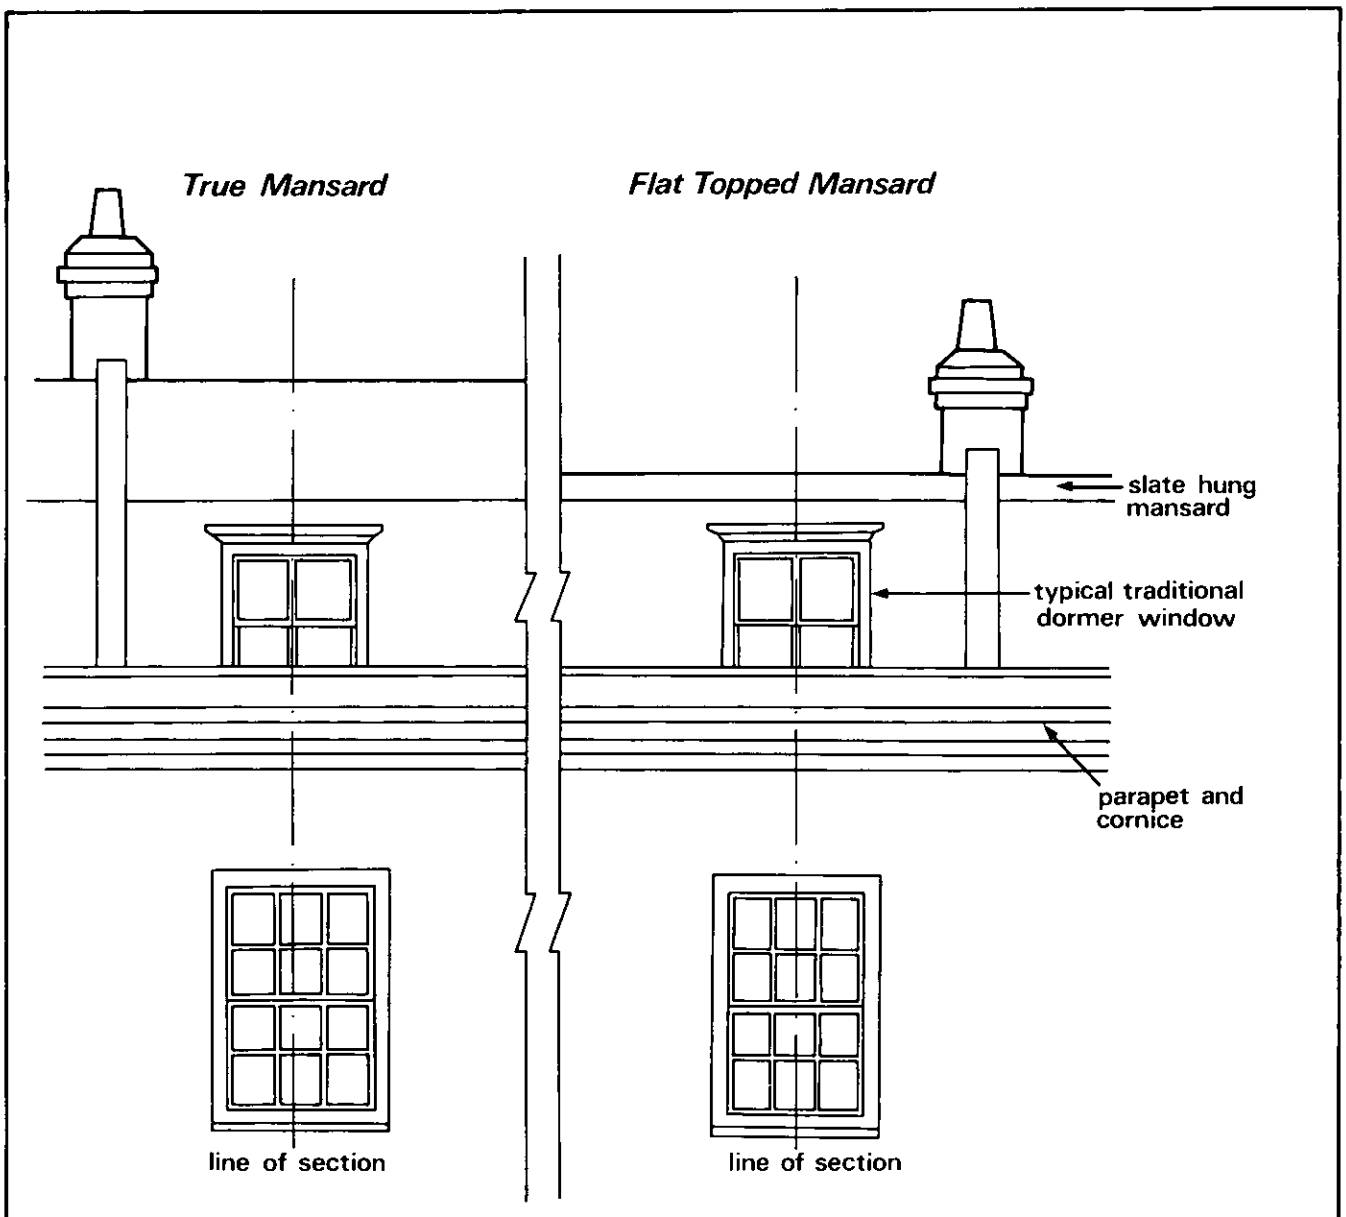 True Mansard
Flat Topped Mansard
slate hung
mansard
typical traditional
dormer window
parapet and
cornice
line of section
line of section